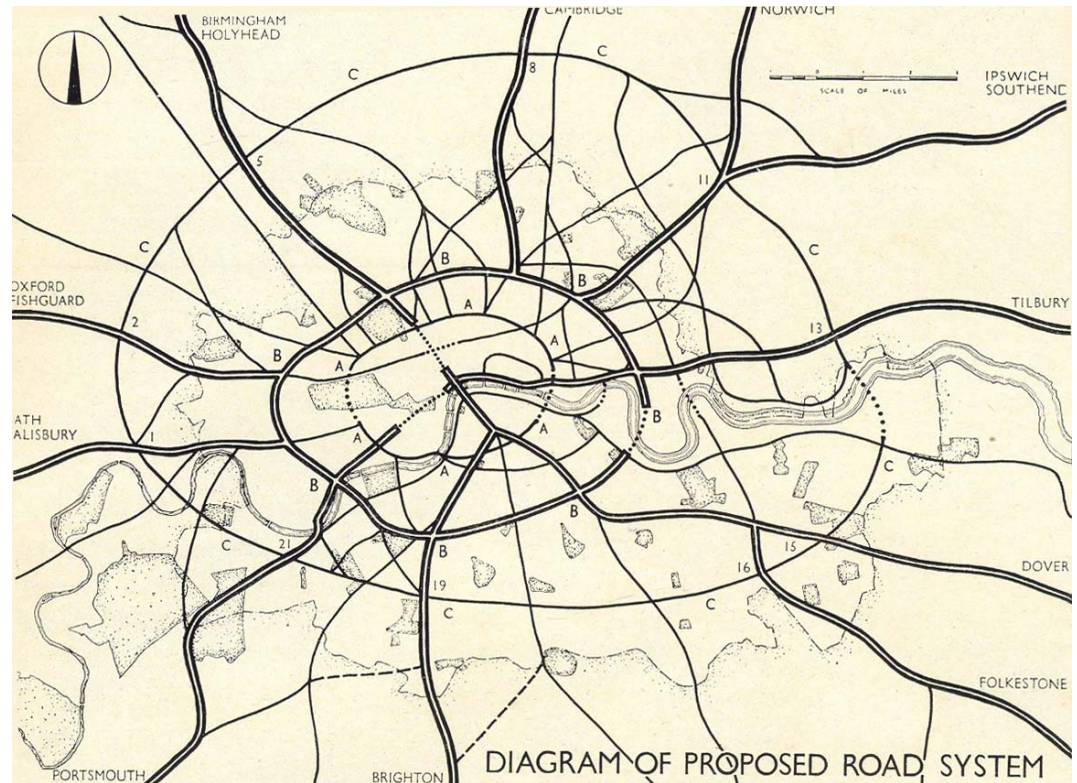 BIRMINGHAM
HOLYHEAD
CAMBRIDGE
NORWICH
IPSWICH
SOUTHEND
SCALE OF MILES
C
C
8
5
11
C
C
OXFORD
FISHGUARD
TILBURY
2
13
B
B
A
B
A
A
B
ATH
ALISBURY
1
A
A
A
C
B
B
C
21
B
15
16
DOVER
19
C
C
FOLKESTONE
PORTSMOUTH
BRIGHTON
DIAGRAM OF PROPOSED ROAD SYSTEM